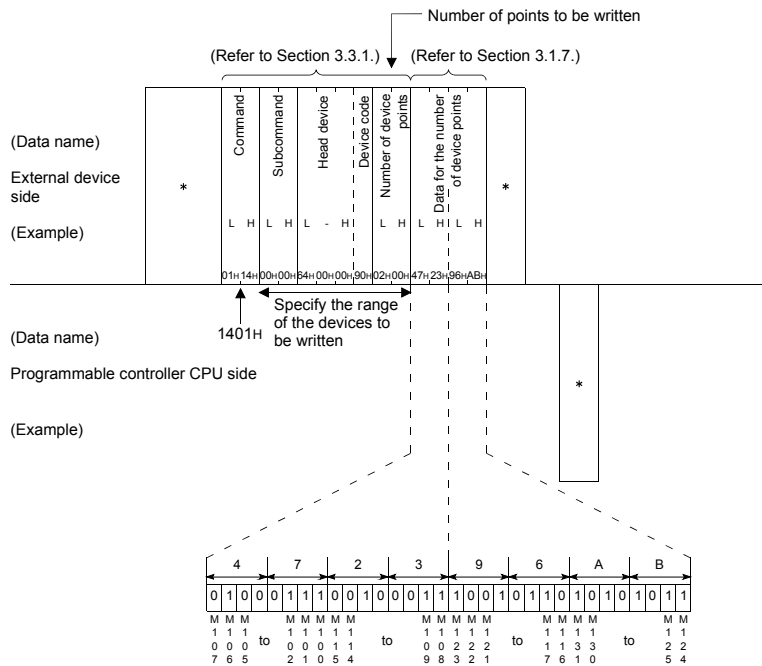 Number of points to be written
(Refer to Section 3.3.1.) (Refer to Section 3.1.7.)
(Data name)
External device
side
(Example)
*
Command
Subcommand
Head device
Device code
Number of device
points
Data for the number
of device points
*
L H L H L - H L H L H L H
01H 14H 00H 00H 64H 00H 00H 90H 02H 00H 47H 23H 96H ABH
1401H
Specify the range
of the devices to
be written
(Data name)
Programmable controller CPU side
(Example)
*
4 7 2 3 9 6 A B
0 1 0 0 0 1 1 1 0 0 1 0 0 0 1 1 1 0 0 1 0 1 1 0 1 0 1 0 1 0 1 1
M107 M106 M105 to M102 M101 M100 M115 M114 to M109 M108 M123 M122 M121 to M117 M116 M131 M130 to M125 M124